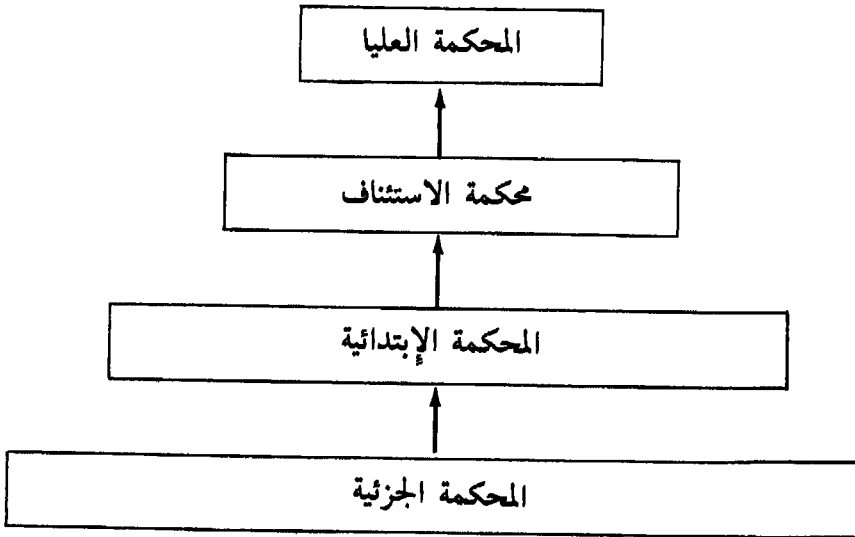 المحكمة العليا
محكمة الاستئناف
المحكمة الإبتدائية
المحكمة الجزئية